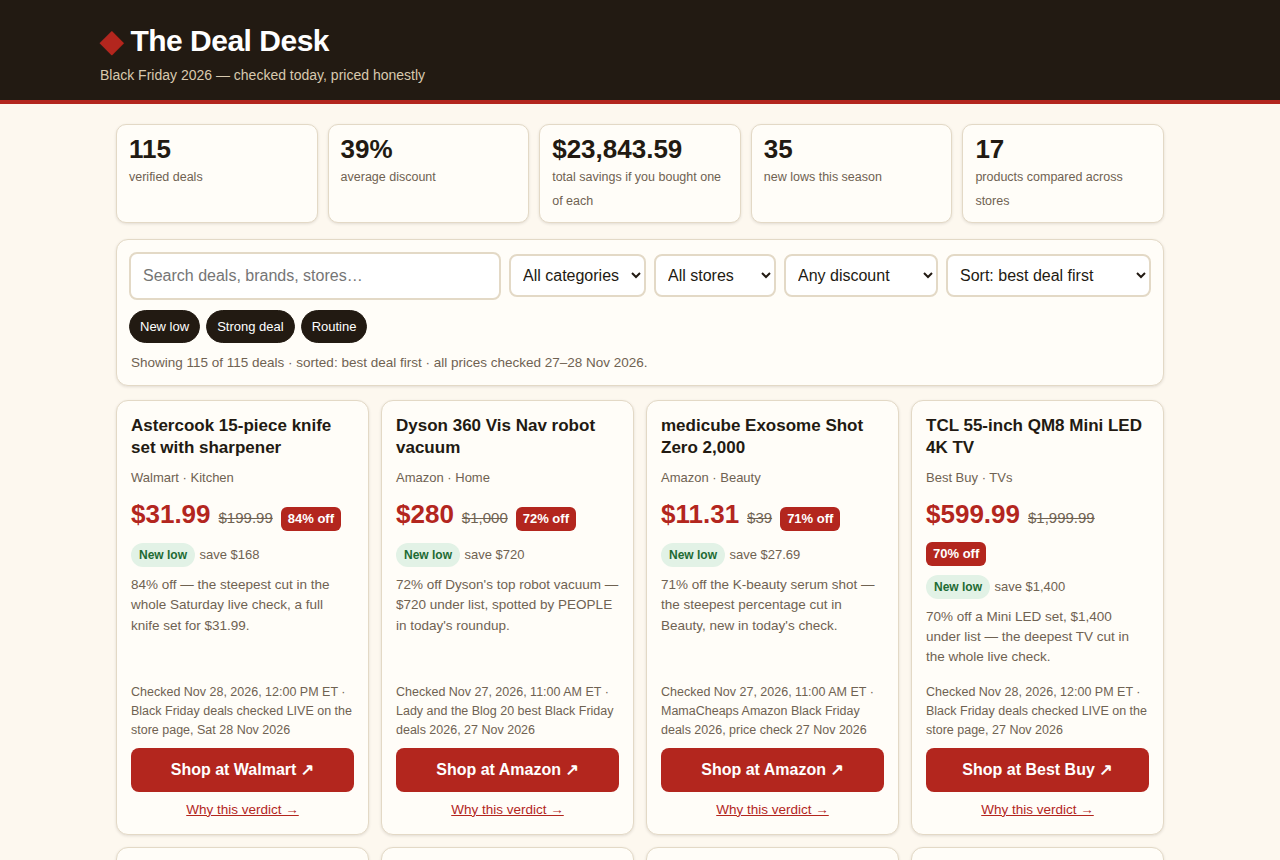 ◆ The Deal Desk
Black Friday 2026 — checked today, priced honestly
115
verified deals
39%
average discount
$23,843.59
total savings if you bought one
of each
35
new lows this season
17
products compared across
stores
Search deals, brands, stores…
All categories
All stores
Any discount
Sort: best deal first
New low
Strong deal
Routine
Showing 115 of 115 deals · sorted: best deal first · all prices checked 27–28 Nov 2026.
Astercook 15-piece knife
set with sharpener
Walmart · Kitchen
$31.99 $199.99 84% off
New low save $168
84% off — the steepest cut in the
whole Saturday live check, a full
knife set for $31.99.
Checked Nov 28, 2026, 12:00 PM ET ·
Black Friday deals checked LIVE on the
store page, Sat 28 Nov 2026
Shop at Walmart ↗
Why this verdict →
Dyson 360 Vis Nav robot
vacuum
Amazon · Home
$280 $1,000 72% off
New low save $720
72% off Dyson's top robot vacuum —
$720 under list, spotted by PEOPLE
in today's roundup.
Checked Nov 27, 2026, 11:00 AM ET ·
Lady and the Blog 20 best Black Friday
deals 2026, 27 Nov 2026
Shop at Amazon ↗
Why this verdict →
medicube Exosome Shot
Zero 2,000
Amazon · Beauty
$11.31 $39 71% off
New low save $27.69
71% off the K-beauty serum shot —
the steepest percentage cut in
Beauty, new in today's check.
Checked Nov 27, 2026, 11:00 AM ET ·
MamaCheaps Amazon Black Friday
deals 2026, price check 27 Nov 2026
Shop at Amazon ↗
Why this verdict →
TCL 55-inch QM8 Mini LED
4K TV
Best Buy · TVs
$599.99 $1,999.99
70% off
New low save $1,400
70% off a Mini LED set, $1,400
under list — the deepest TV cut in
the whole live check.
Checked Nov 28, 2026, 12:00 PM ET ·
Black Friday deals checked LIVE on the
store page, 27 Nov 2026
Shop at Best Buy ↗
Why this verdict →